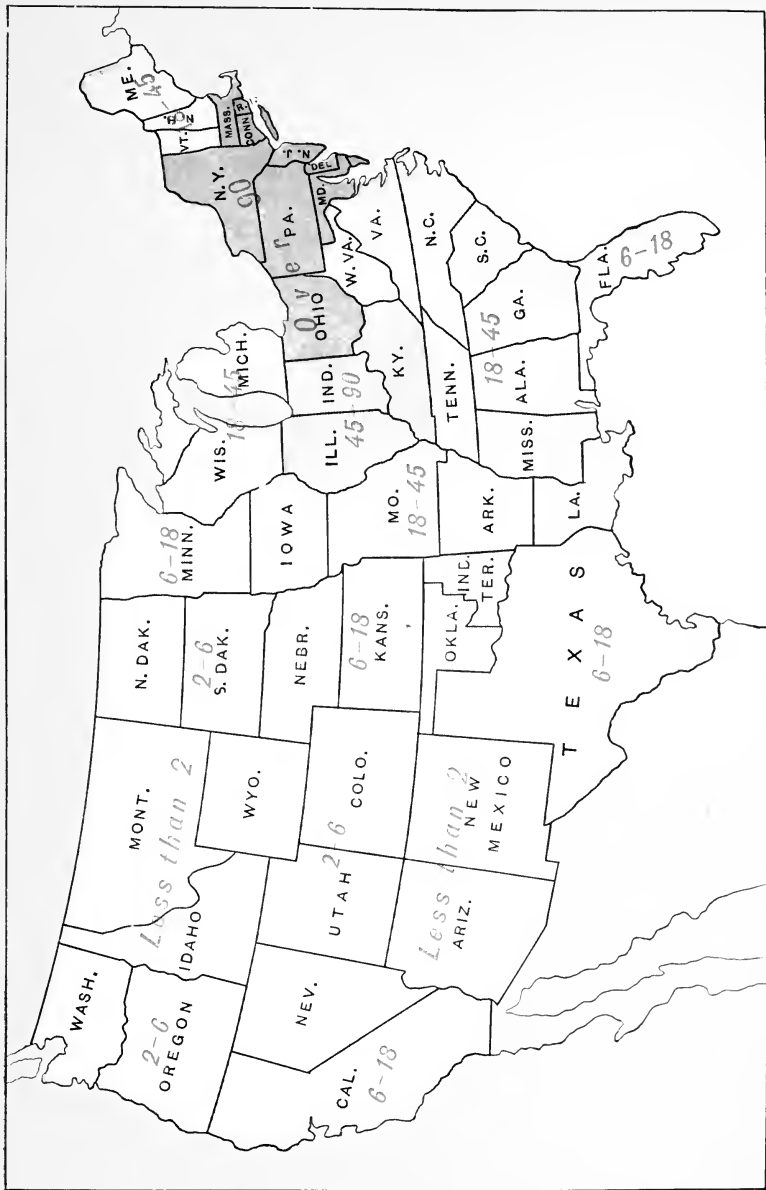 WASH.
MONT.
N. DAK.
6-18
MINN.
WIS.
18-45
MICH.
VT.
N.H.
ME.
45
2-6
OREGON
IDAHO
Less than 2
WYO.
2-6
S. DAK.
IOWA
N.Y.
90
MASS.
CONN.
R.
NEV.
UTAH
2-6
COLO.
NEBR.
ILL.
45-90
IND.
OHIO
Over
PA.
N.J.
DEL.
MD.
CAL.
6-18
6-18
KANS.
MO.
18-45
KY.
W. VA.
VA.
Less than 2
ARIZ.
NEW
MEXICO
OKLA.
IND.
TER.
ARK.
TENN.
N.C.
S.C.
TEXAS
6-18
LA.
MISS.
ALA.
18-45
GA.
FLA.
6-18